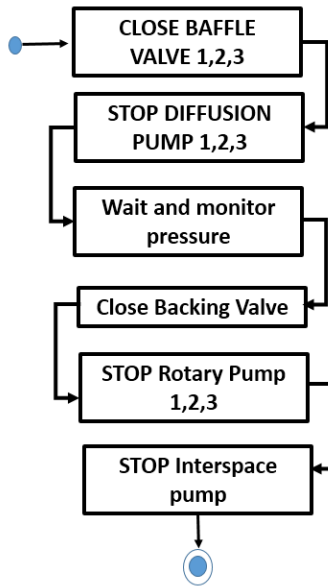 CLOSE BAFFLE
VALVE 1,2,3
STOP DIFFUSION
PUMP 1,2,3
Wait and monitor
pressure
Close Backing Valve
STOP Rotary Pump
1,2,3
STOP Interspace
pump